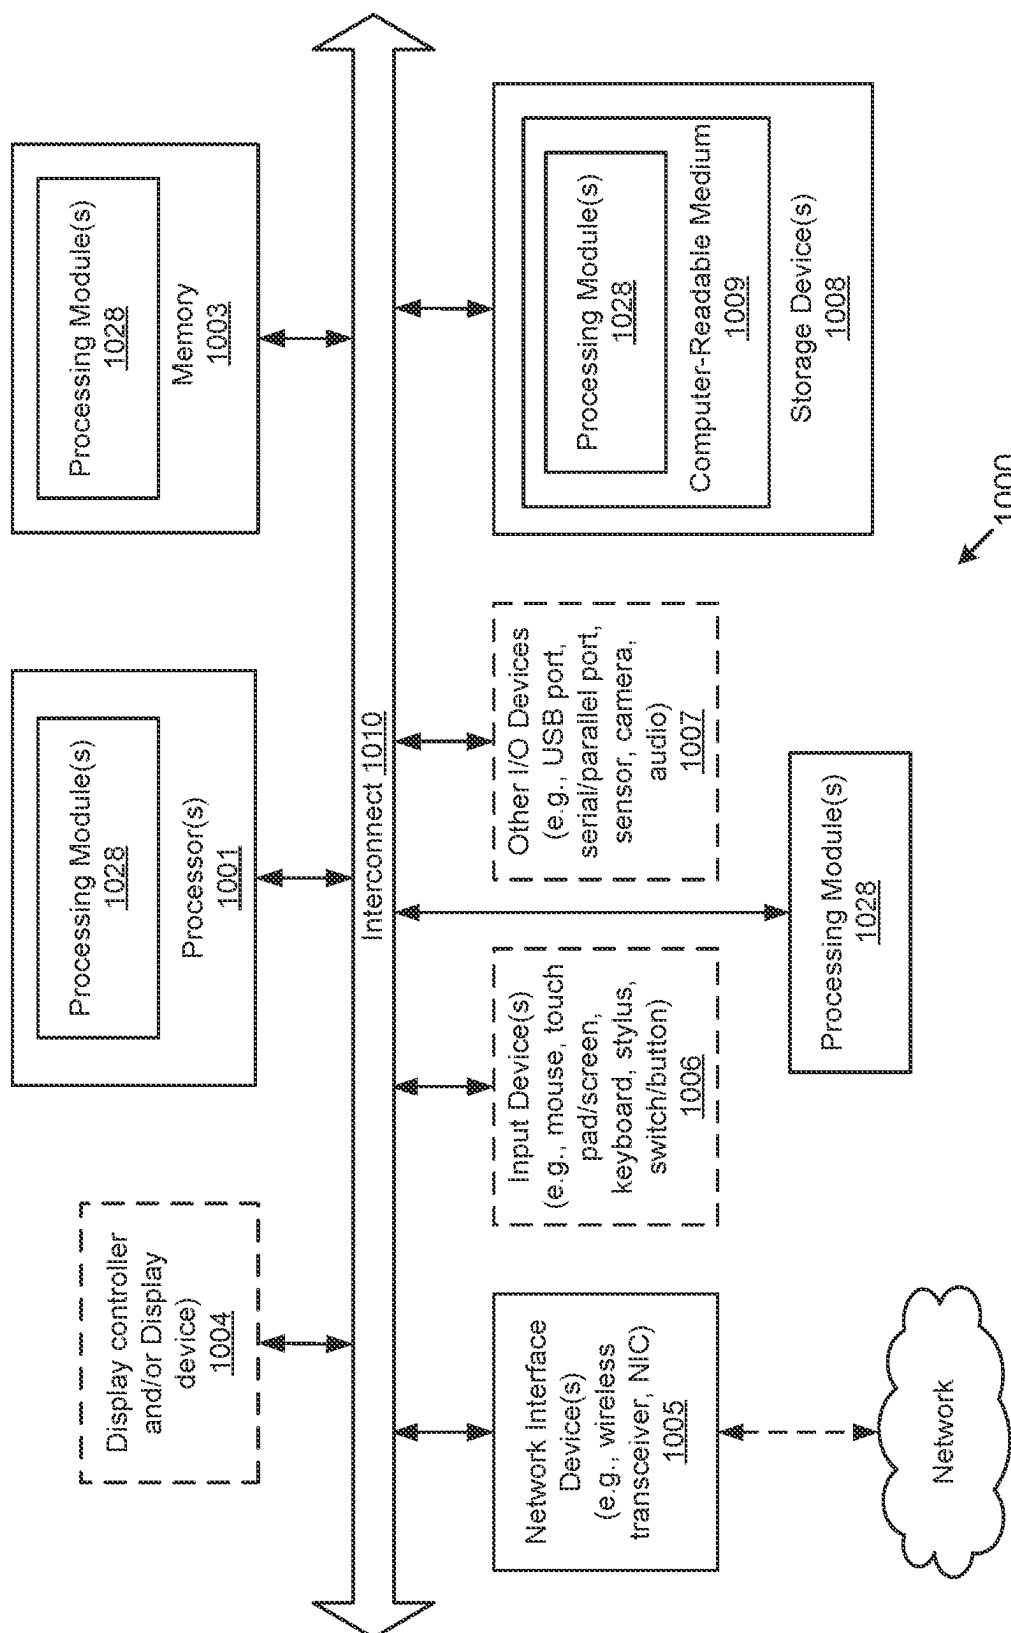 Display controller
and/or Display
device)
1004
Processing Module(s)
1028
Processor(s)
1001
Processing Module(s)
1028
Memory
1003
Interconnect 1010
Network Interface
Device(s)
(e.g., wireless
transceiver, NIC)
1005
Input Device(s)
(e.g., mouse, touch
pad/screen,
keyboard, stylus,
switch/button)
1006
Other I/O Devices
(e.g., USB port,
serial/parallel port,
sensor, camera,
audio)
1007
Processing Module(s)
1028
Computer-Readable Medium
1009
Storage Device(s)
1008
Network
Processing Module(s)
1028
1000